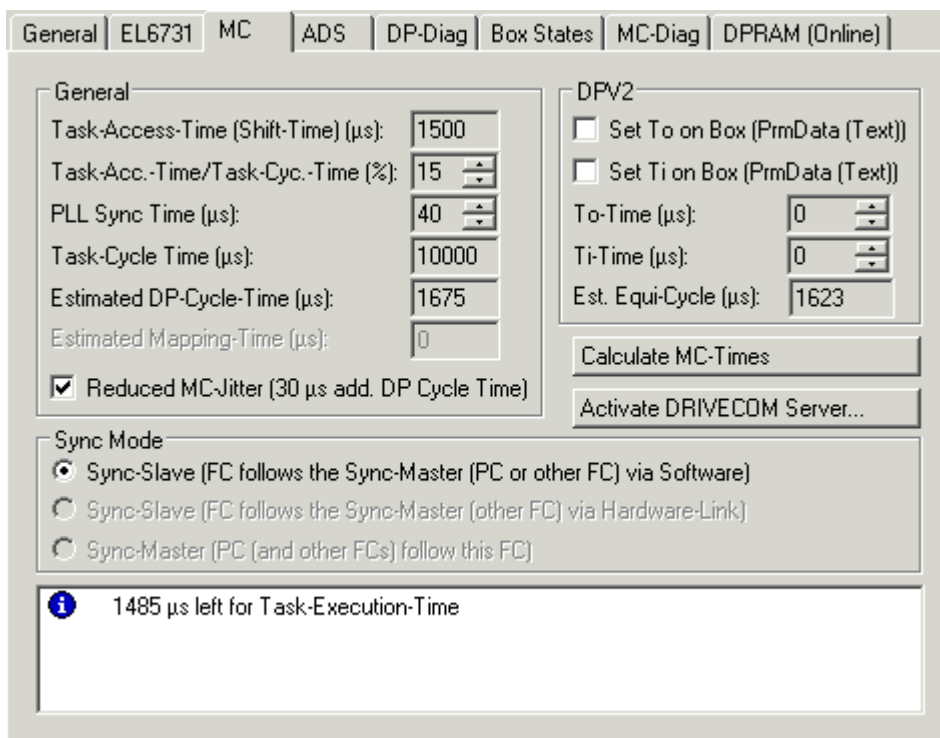 General EL6731 MC ADS DP-Diag Box States MC-Diag DPRAM (Online)
General
Task-Access-Time (Shift-Time) (µs): 1500
Task-Acc.-Time/Task-Cyc.-Time (%): 15
PLL Sync Time (µs): 40
Task-Cycle Time (µs): 10000
Estimated DP-Cycle-Time (µs): 1675
Estimated Mapping-Time (µs): 0
Reduced MC-Jitter (30 µs add. DP Cycle Time)
DPV2
Set To on Box (PrmData (Text))
Set Ti on Box (PrmData (Text))
To-Time (µs): 0
Ti-Time (µs): 0
Est. Equi-Cycle (µs): 1623
Calculate MC-Times
Activate DRIVECOM Server...
Sync Mode
Sync-Slave (FC follows the Sync-Master (PC or other FC) via Software)
Sync-Slave (FC follows the Sync-Master (other FC) via Hardware-Link)
Sync-Master (PC (and other FCs) follow this FC)
1485 µs left for Task-Execution-Time